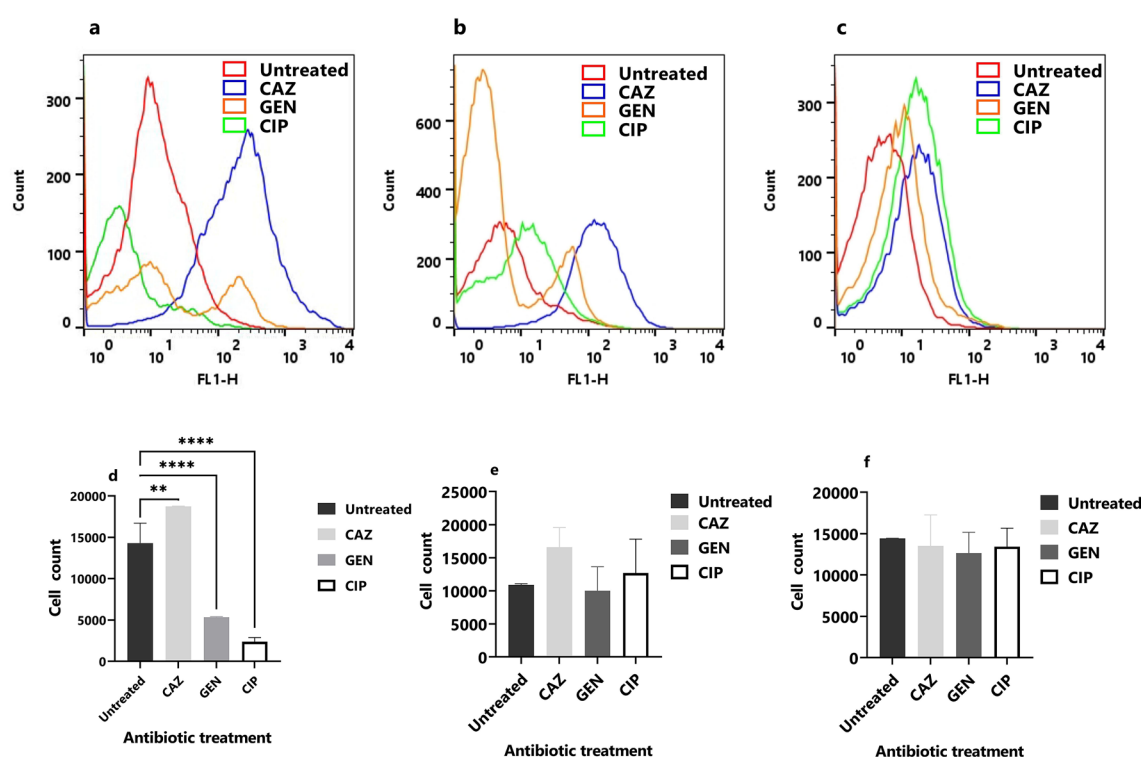 a
Untreated
CAZ
GEN
CIP
300
200
100
0
Count
10 0 10 1 10 2 10 3 10 4
FL1-H
b
Untreated
CAZ
GEN
CIP
600
400
200
0
Count
10 0 10 1 10 2 10 3 10 4
FL1-H
c
Untreated
CAZ
GEN
CIP
300
200
100
0
Count
10 0 10 1 10 2 10 3 10 4
FL1-H
****
****
**
d
20000
15000
10000
5000
0
Cell count
Untreated
CAZ
GEN
CIP
Untreated CAZ GEN CIP
Antibiotic treatment
e
25000
20000
15000
10000
5000
0
Cell count
Untreated
CAZ
GEN
CIP
Untreated CAZ GEN CIP
Antibiotic treatment
f
20000
15000
10000
5000
0
Cell count
Untreated
CAZ
GEN
CIP
Untreated CAZ GEN CIP
Antibiotic treatment